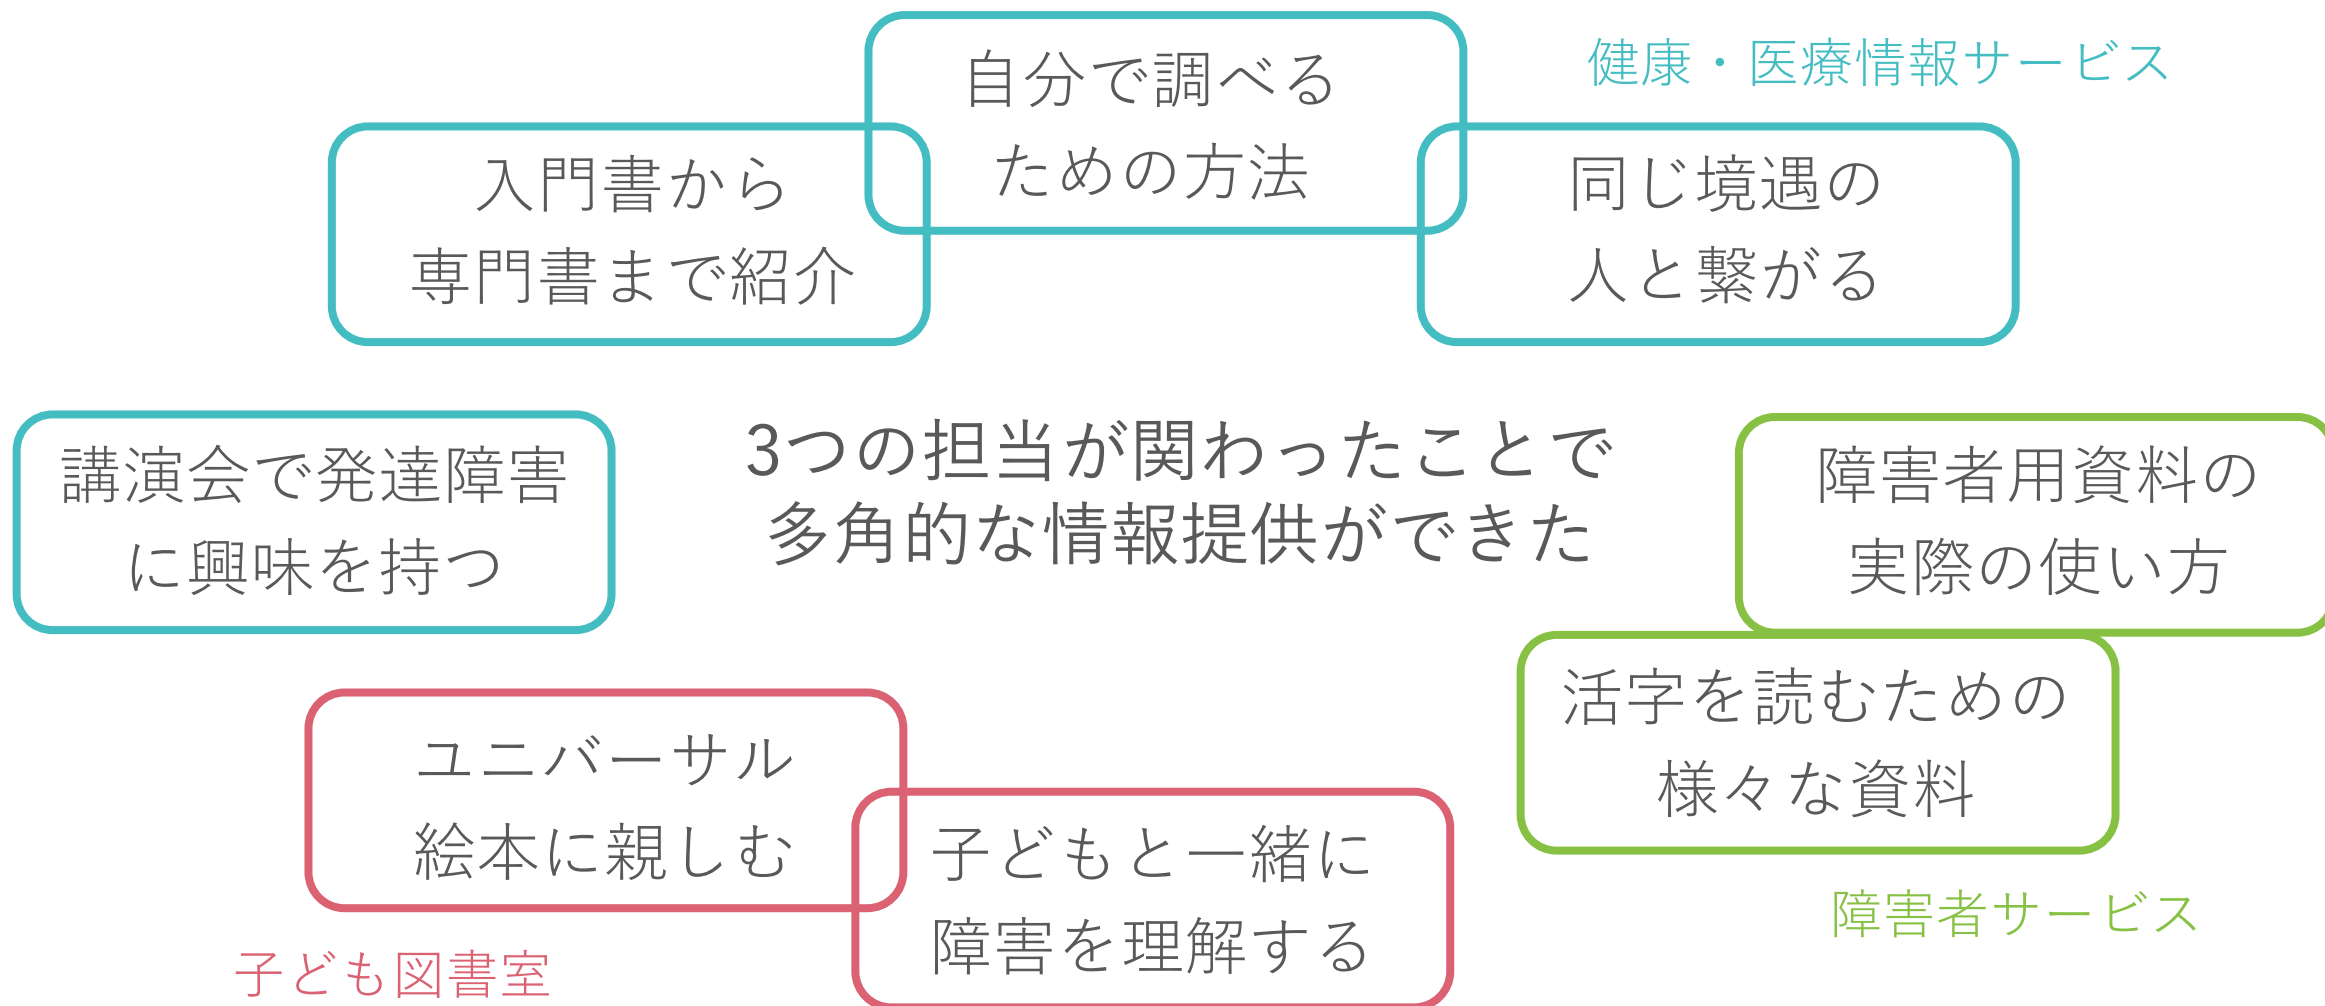 自分で調べる
ための方法
健康・医療情報サービス
入門書から
専門書まで紹介
同じ境遇の
人と繋がる
講演会で発達障害
に興味を持つ
3つの担当が関わったことで
多角的な情報提供ができた
障害者用資料の
実際の使い方
活字を読むための
様々な資料
障害者サービス
ユニバーサル
絵本に親しむ
子どもと一緒に
障害を理解する
子ども図書室